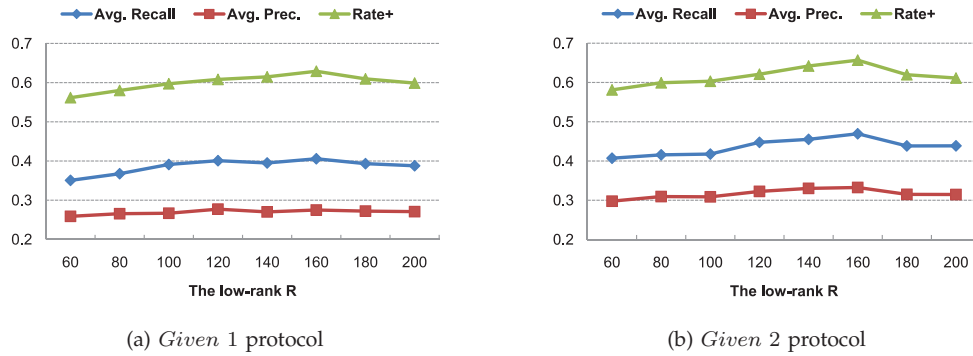 Avg. Recall Avg. Prec. Rate+
0.7
0.6
0.5
0.4
0.3
0.2
60 80 100 120 140 160 180 200
The low-rank R
(a) Given 1 protocol
Avg. Recall Avg. Prec. Rate+
0.7
0.6
0.5
0.4
0.3
0.2
60 80 100 120 140 160 180 200
The low-rank R
(b) Given 2 protocol